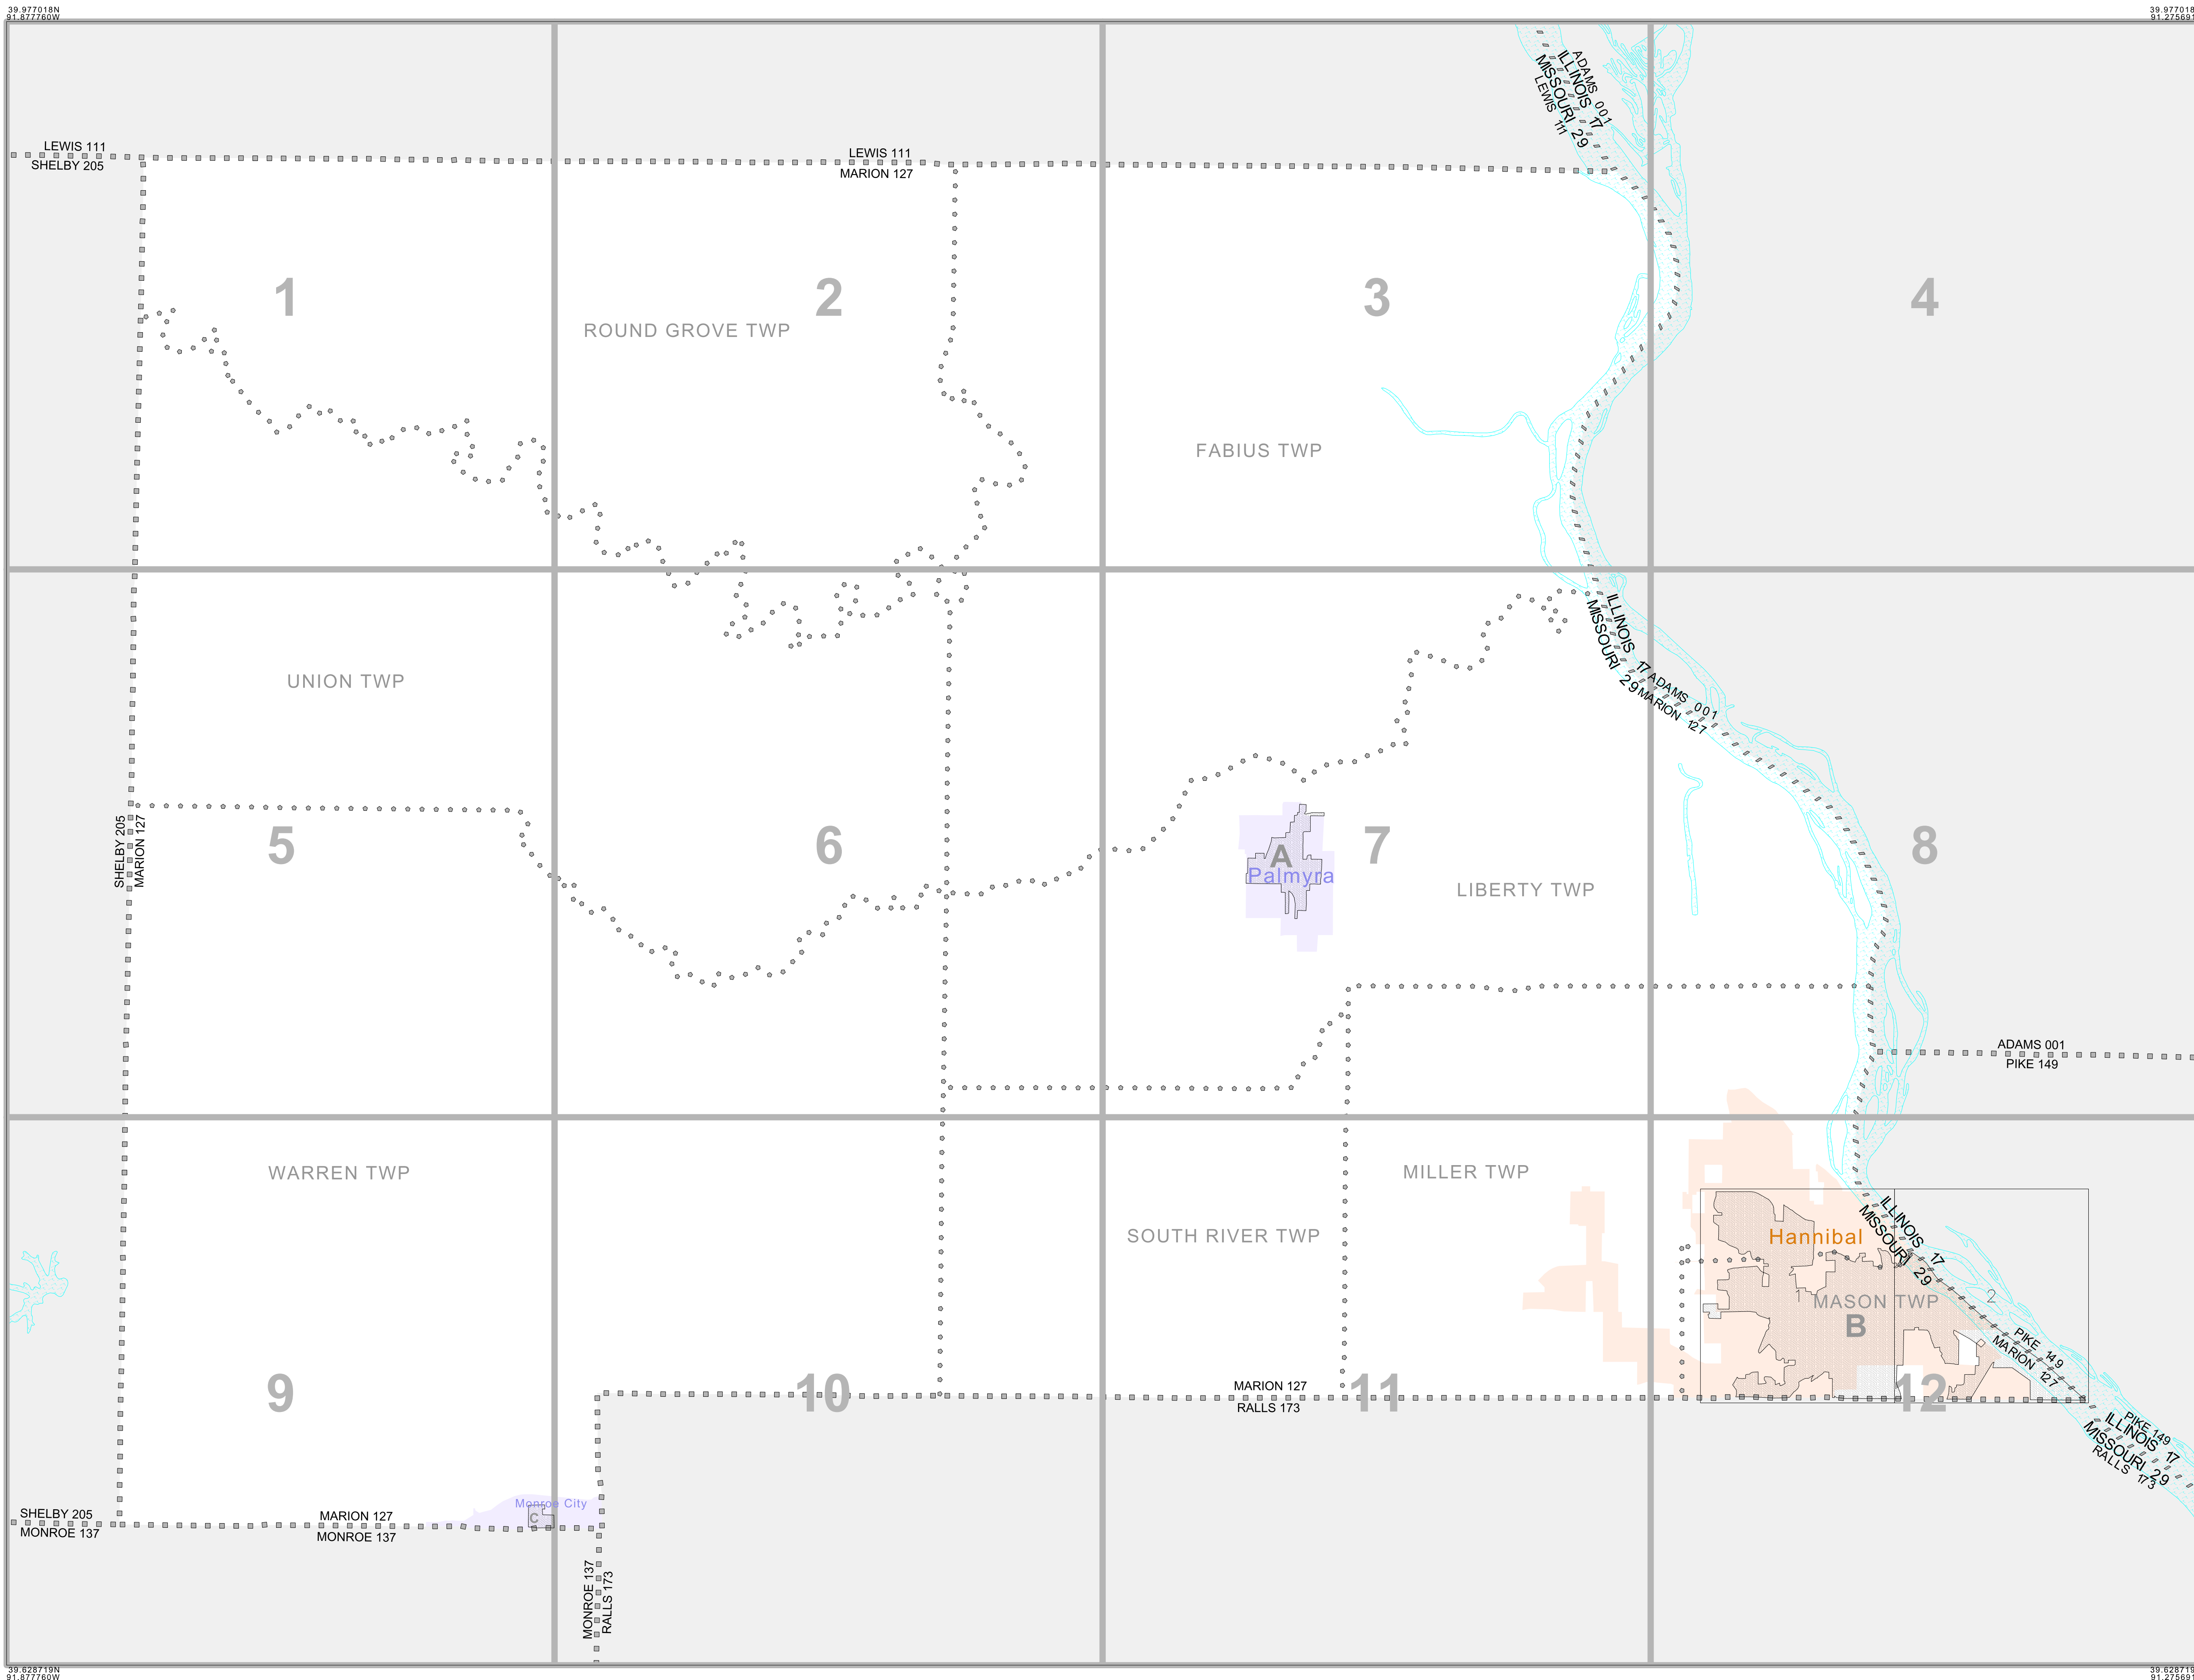 39.977018N
91.877760W
39.977018
91.275691
ADAMS 001
ILLINOIS 17
MISSOURI 29
LEWIS 111
LEWIS 111
SHELBY 205
LEWIS 111
MARION 127
1
2
3
4
ROUND GROVE TWP
FABIUS TWP
ILLINOIS 17
MISSOURI 29
ADAMS 001
MARION 127
UNION TWP
SHELBY 205
MARION 127
5
6
A
7
8
Palmyra
LIBERTY TWP
ADAMS 001
PIKE 149
WARREN TWP
MILLER TWP
SOUTH RIVER TWP
Hannibal
ILLINOIS 17
MISSOURI 29
MASON TWP
2
B
PIKE 149
MARION 127
9
10
MARION 127
RALLS 173
11
12
PIKE 149
ILLINOIS 17
MISSOURI 29
RALLS 173
Monroe City
C
SHELBY 205
MONROE 137
MARION 127
MONROE 137
MONROE 137
RALLS 173
39.628719N
91.877760W
39.628719
91.275691